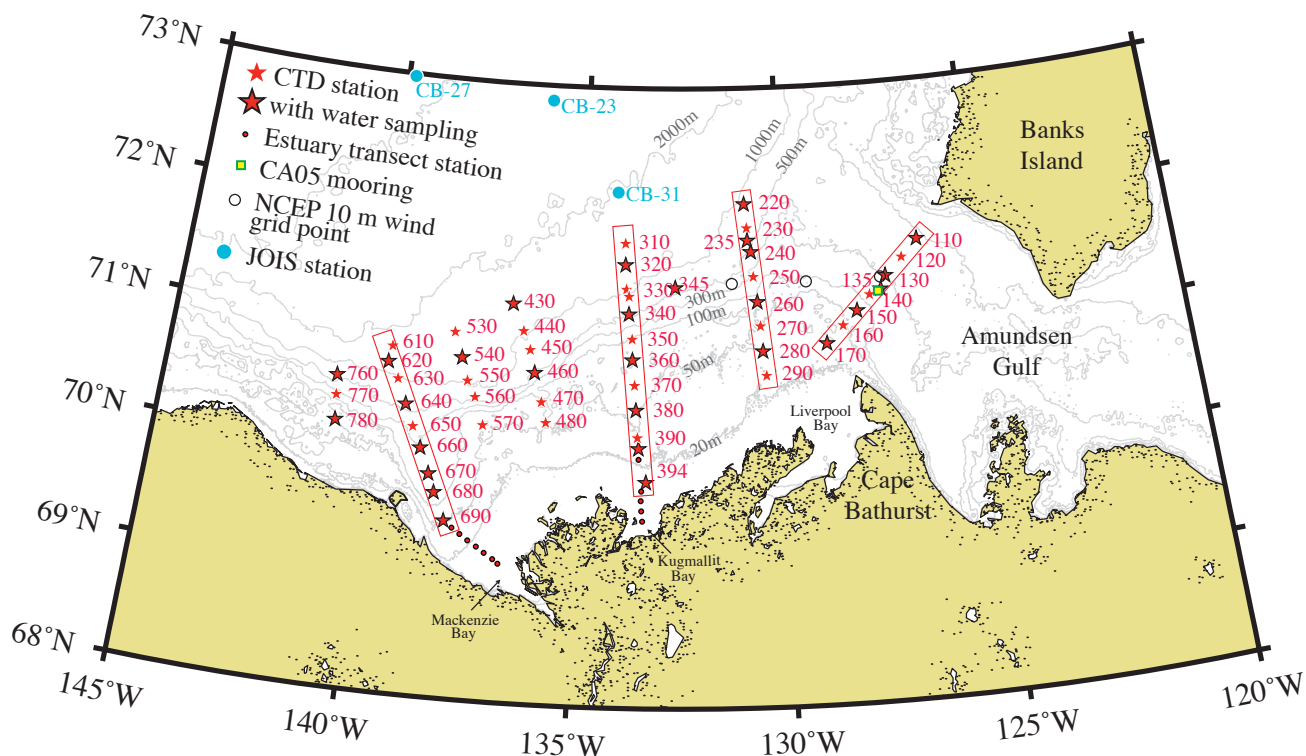 73°N
72°N
71°N
70°N
69°N
68°N
145°W
140°W
135°W
130°W
125°W
120°W
CTD station
with water sampling
Estuary transect station
CA05 mooring
NCEP 10 m wind
grid point
JOIS station
CB-27
CB-23
CB-31
2000m
1000m
500m
300m
100m
50m
20m
Banks
Island
Amundsen
Gulf
Liverpool
Bay
Cape
Bathurst
Kugmallit
Bay
Mackenzie
Bay
110
120
130
135
140
150
160
170
220
230
235
240
250
260
270
280
290
310
320
330
340
345
350
360
370
380
390
394
430
440
450
460
470
480
530
540
550
560
570
610
620
630
640
650
660
670
680
690
760
770
780